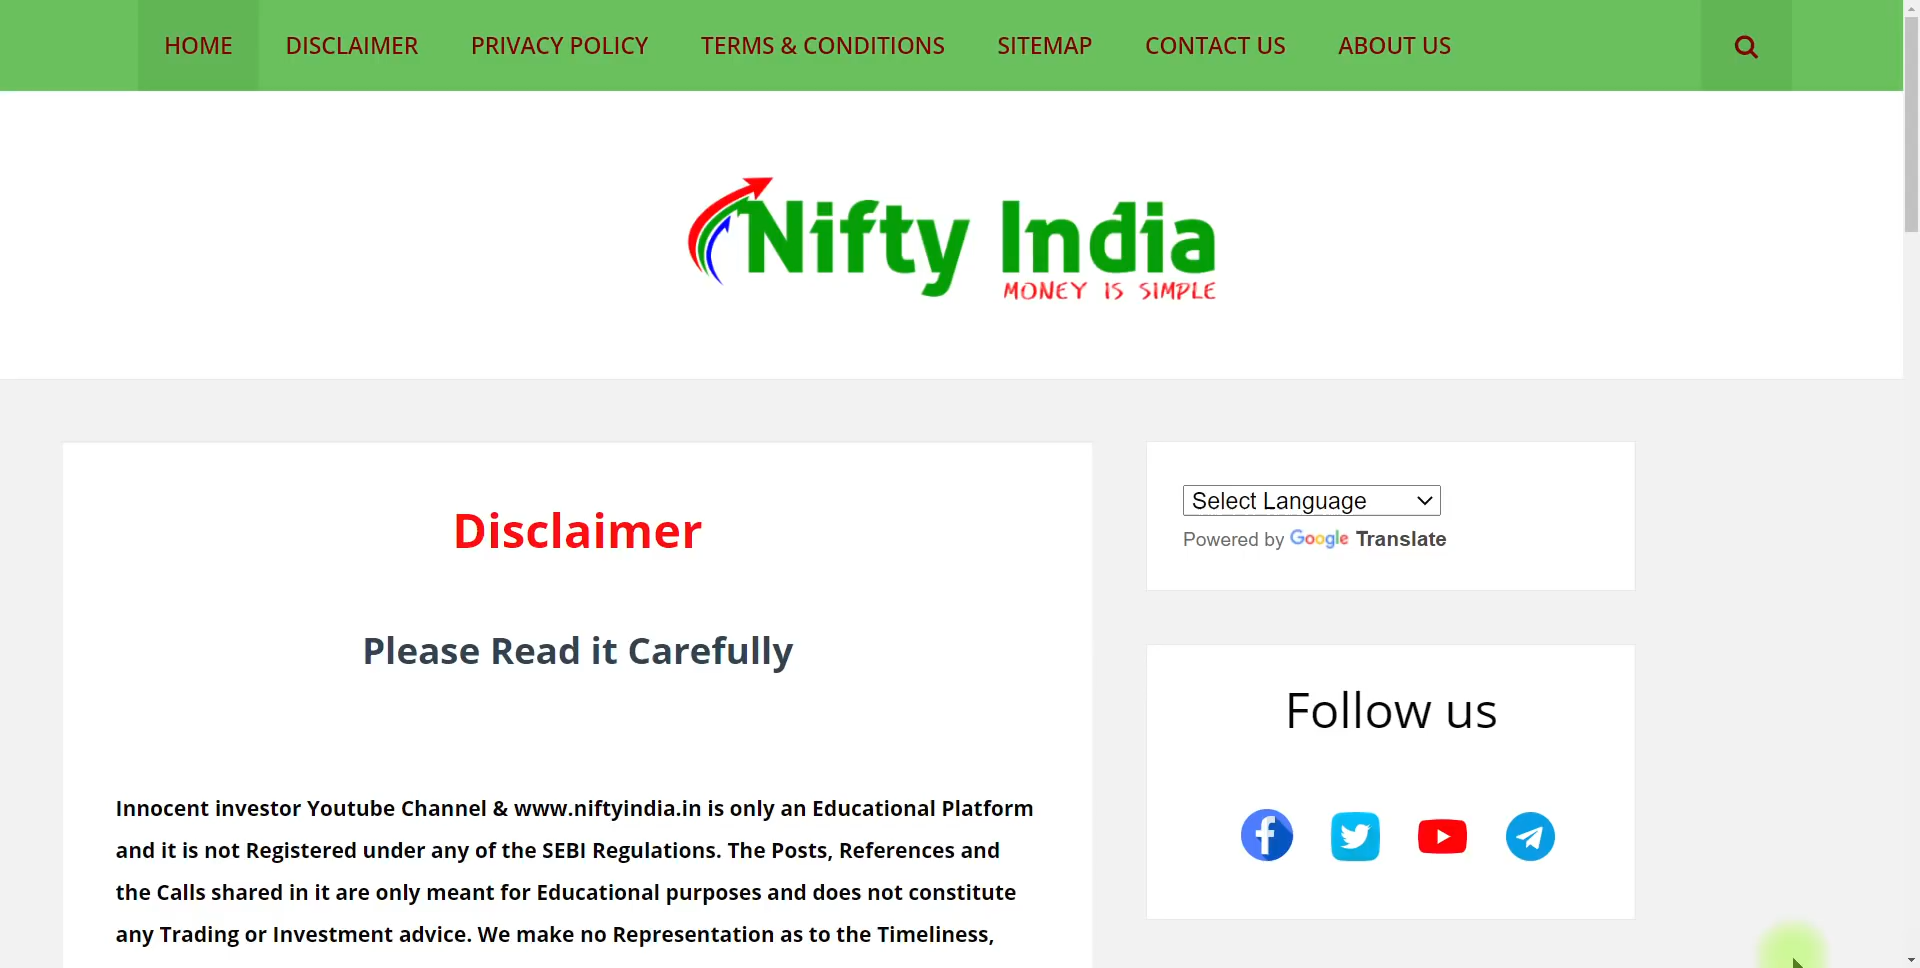 HOME DISCLAIMER PRIVACY POLICY TERMS & CONDITIONS SITEMAP CONTACT US ABOUT US
Nifty India
MONEY IS SIMPLE
Disclaimer
Please Read it Carefully
Innocent investor Youtube Channel & www.niftyindia.in is only an Educational Platform
and it is not Registered under any of the SEBI Regulations. The Posts, References and
the Calls shared in it are only meant for Educational purposes and does not constitute
any Trading or Investment advice. We make no Representation as to the Timeliness,
Select Language
Powered by Google Translate
Follow us